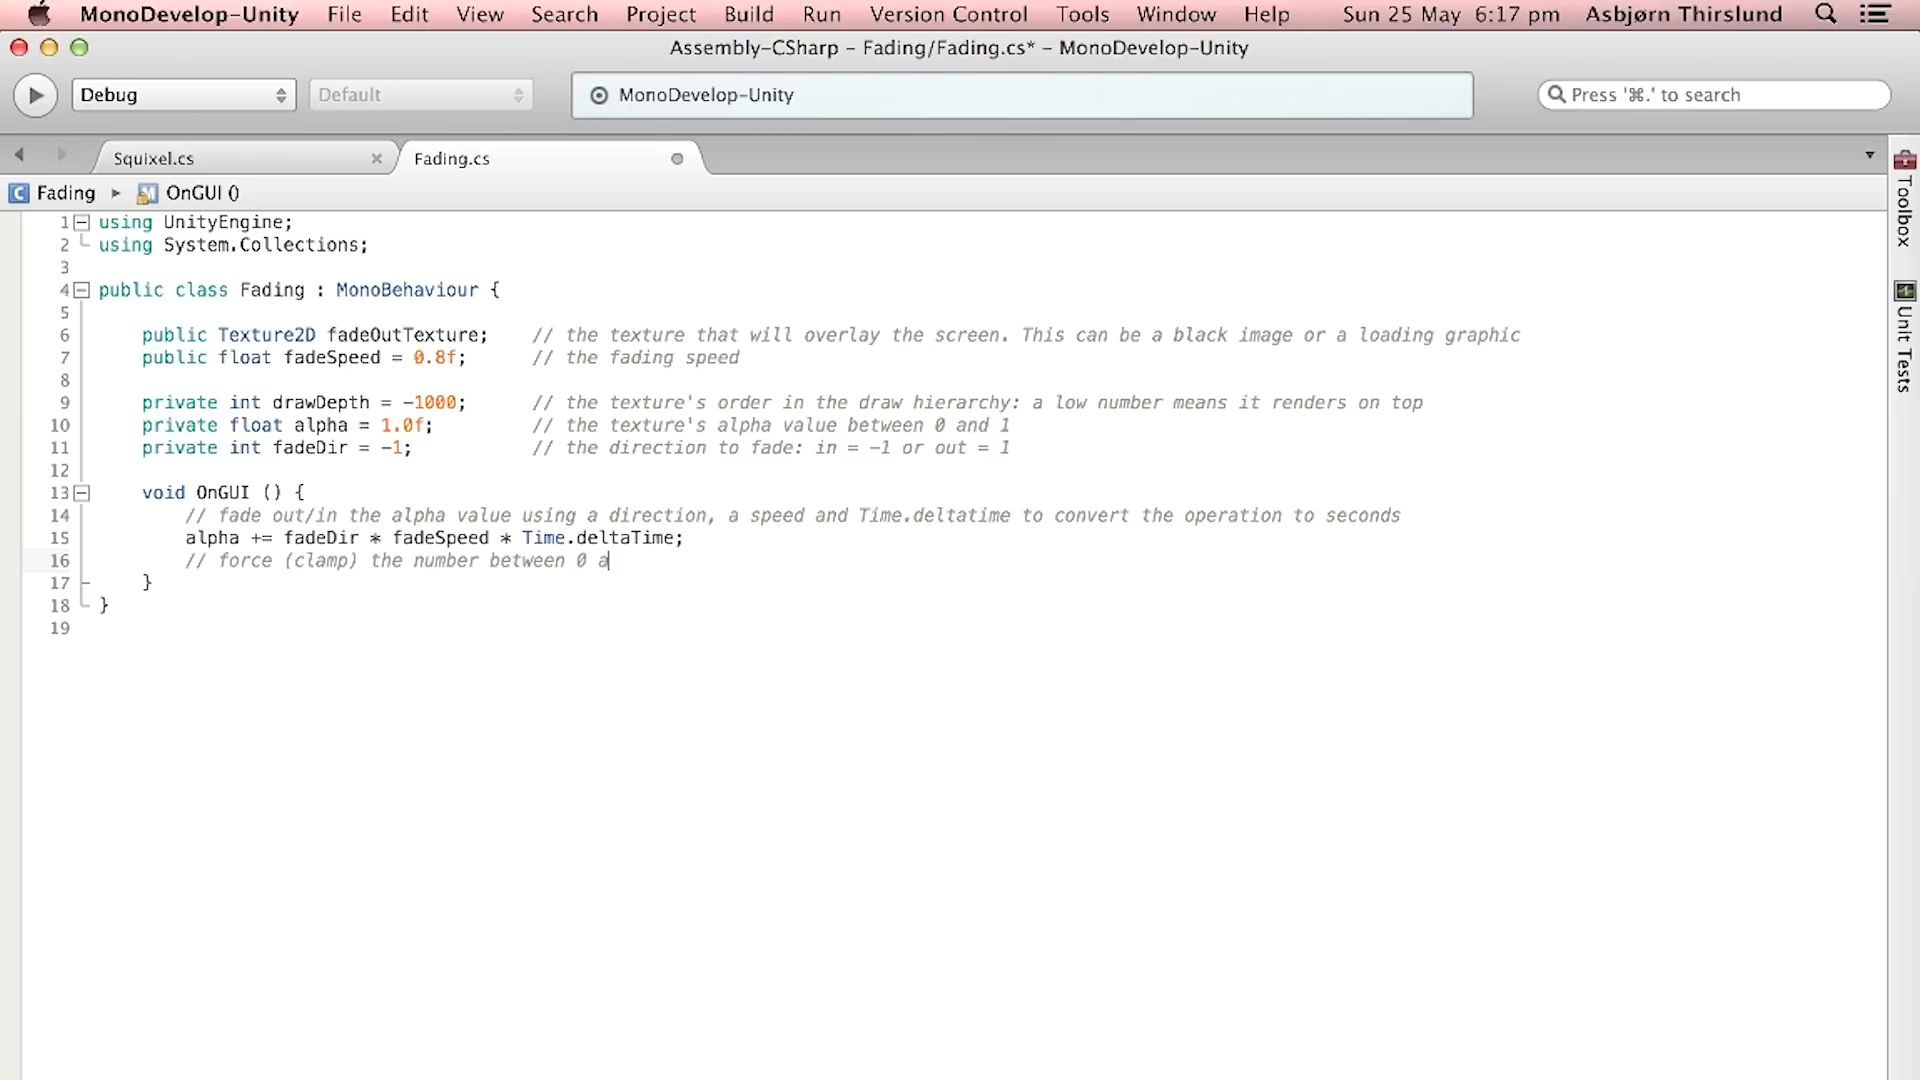 MonoDevelop-Unity File Edit View Search Project Build Run Version Control Tools Window Help Sun 25 May 6:17 pm Asbjørn Thirslund
Assembly-CSharp – Fading/Fading.cs* – MonoDevelop-Unity
Debug Default MonoDevelop-Unity Press '⌘.' to search
Squixel.cs Fading.cs
Fading OnGUI ()
Toolbox
Unit Tests
1 using UnityEngine;
2 using System.Collections;
3
4 public class Fading : MonoBehaviour {
5
6 public Texture2D fadeOutTexture; // the texture that will overlay the screen. This can be a black image or a loading graphic
7 public float fadeSpeed = 0.8f; // the fading speed
8
9 private int drawDepth = -1000; // the texture's order in the draw hierarchy: a low number means it renders on top
10 private float alpha = 1.0f; // the texture's alpha value between 0 and 1
11 private int fadeDir = -1; // the direction to fade: in = -1 or out = 1
12
13 void OnGUI () {
14 // fade out/in the alpha value using a direction, a speed and Time.deltatime to convert the operation to seconds
15 alpha += fadeDir * fadeSpeed * Time.deltaTime;
16 // force (clamp) the number between 0 a
17 }
18 }
19